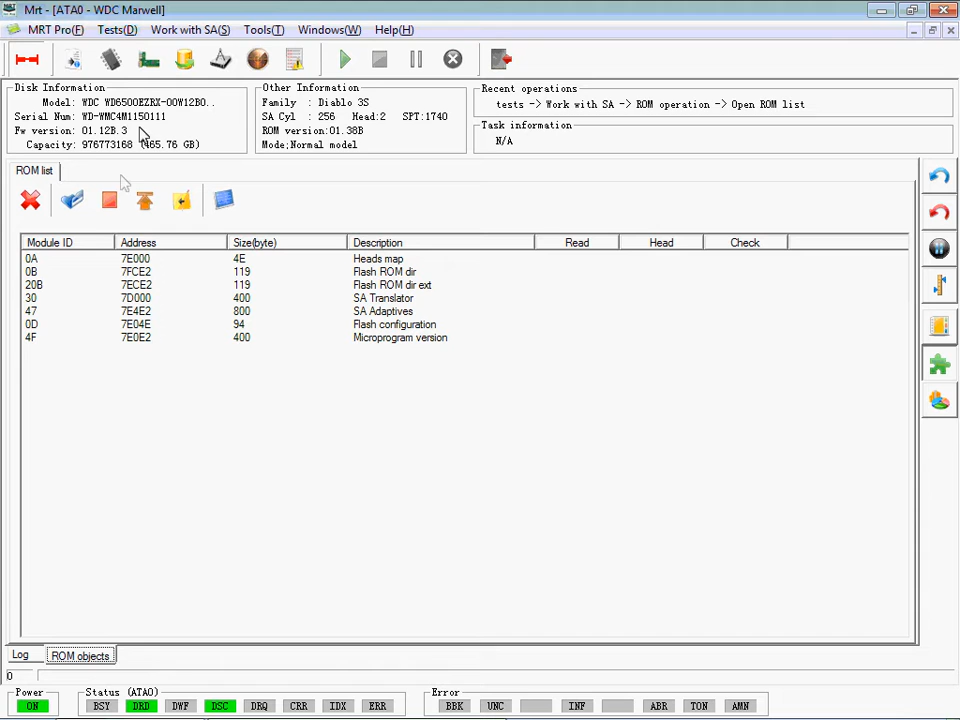 Mrt - [ATA0 - WDC Marwell]
MRT Pro(F) Tests(D) Work with SA(S) Tools(T) Windows(W) Help(H)
Disk Information
Model: WDC WD6500EZRX-00W12B0..
Serial Num: WD-WMC4M1150111
Fw version: 01.12B.3
Capacity: 976773168 (465.76 GB)
Other Information
Family : Diablo 3S
SA Cyl : 256 Head:2 SPT:1740
ROM version:01.38B
Mode;Normal model
Recent operations
tests -> Work with SA -> ROM operation -> Open ROM list
Task information
N/A
ROM list
Module ID Address Size(byte) Description Read Head Check
0A 7E000 4E Heads map
0B 7FCE2 119 Flash ROM dir
20B 7ECE2 119 Flash ROM dir ext
30 7D000 400 SA Translator
47 7E4E2 800 SA Adaptives
0D 7E04E 94 Flash configuration
4F 7E0E2 400 Microprogram version
Log ROM objects
0
Power
ON
Status (ATA0)
BSY DRD DWF DSC DRQ CRR IDX ERR
Error
BBK UNC INF ABR TON AMN